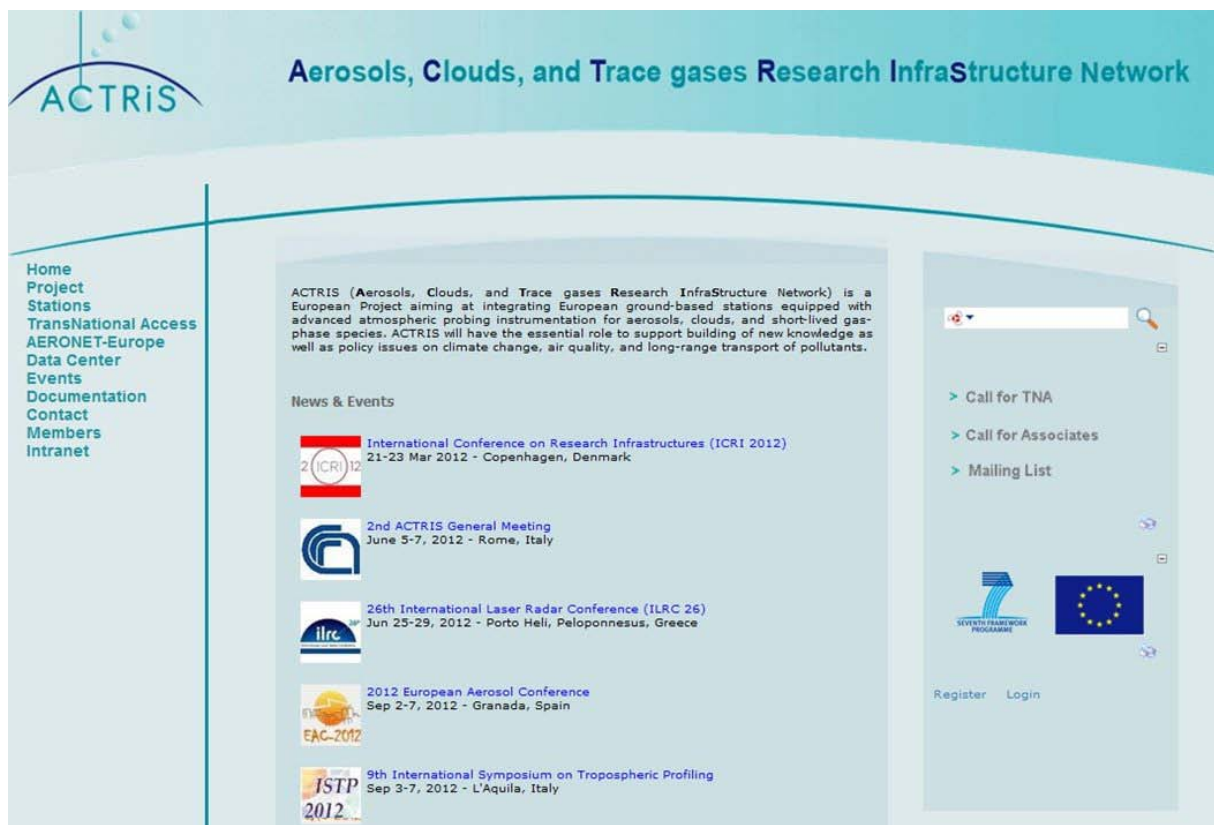 ACTRiS
Aerosols, Clouds, and Trace gases Research InfraStructure Network
Home
Project
Stations
TransNational Access
AERONET-Europe
Data Center
Events
Documentation
Contact
Members
Intranet
ACTRIS (Aerosols, Clouds, and Trace gases Research InfraStructure Network) is a
European Project aiming at integrating European ground-based stations equipped with
advanced atmospheric probing instrumentation for aerosols, clouds, and short-lived gas-
phase species. ACTRIS will have the essential role to support building of new knowledge as
well as policy issues on climate change, air quality, and long-range transport of pollutants.
News & Events
2 ICRI 12
International Conference on Research Infrastructures (ICRI 2012)
21-23 Mar 2012 - Copenhagen, Denmark
2nd ACTRIS General Meeting
June 5-7, 2012 - Rome, Italy
ilrc 26
26th International Laser Radar Conference (ILRC 26)
Jun 25-29, 2012 - Porto Heli, Peloponnesus, Greece
EAC-2012
2012 European Aerosol Conference
Sep 2-7, 2012 - Granada, Spain
ISTP
2012
9th International Symposium on Tropospheric Profiling
Sep 3-7, 2012 - L'Aquila, Italy
> Call for TNA
> Call for Associates
> Mailing List
7
SEVENTH FRAMEWORK
PROGRAMME
Register Login